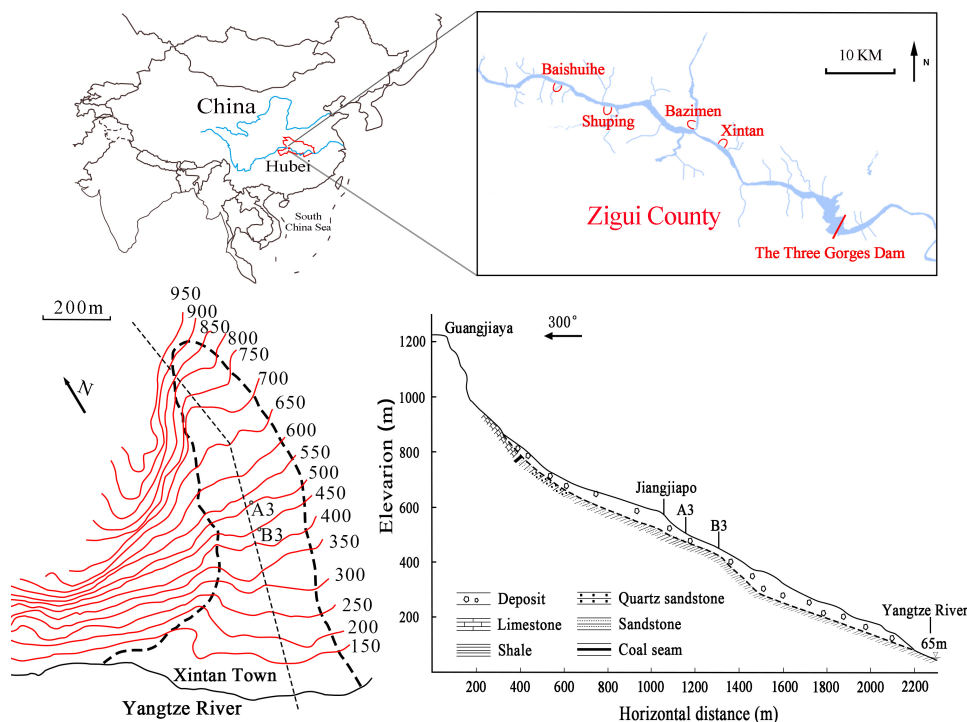 China
Hubei
South
China Sea
10 KM
N
Baishuihe
Shuping
Bazimen
Xintan
Zigui County
The Three Gorges Dam
200m
N
950
900
850
800
750
700
650
600
550
500
450
400
350
300
250
200
150
A3
B3
Xintan Town
Yangtze River
Guangjiaya
300°
Elevarion (m)
1200
1000
800
600
400
200
Jiangjiapo
A3
B3
Yangtze River
65m
Deposit
Quartz sandstone
Limestone
Sandstone
Shale
Coal seam
200 400 600 800 1000 1200 1400 1600 1800 2000 2200
Horizontal distance (m)